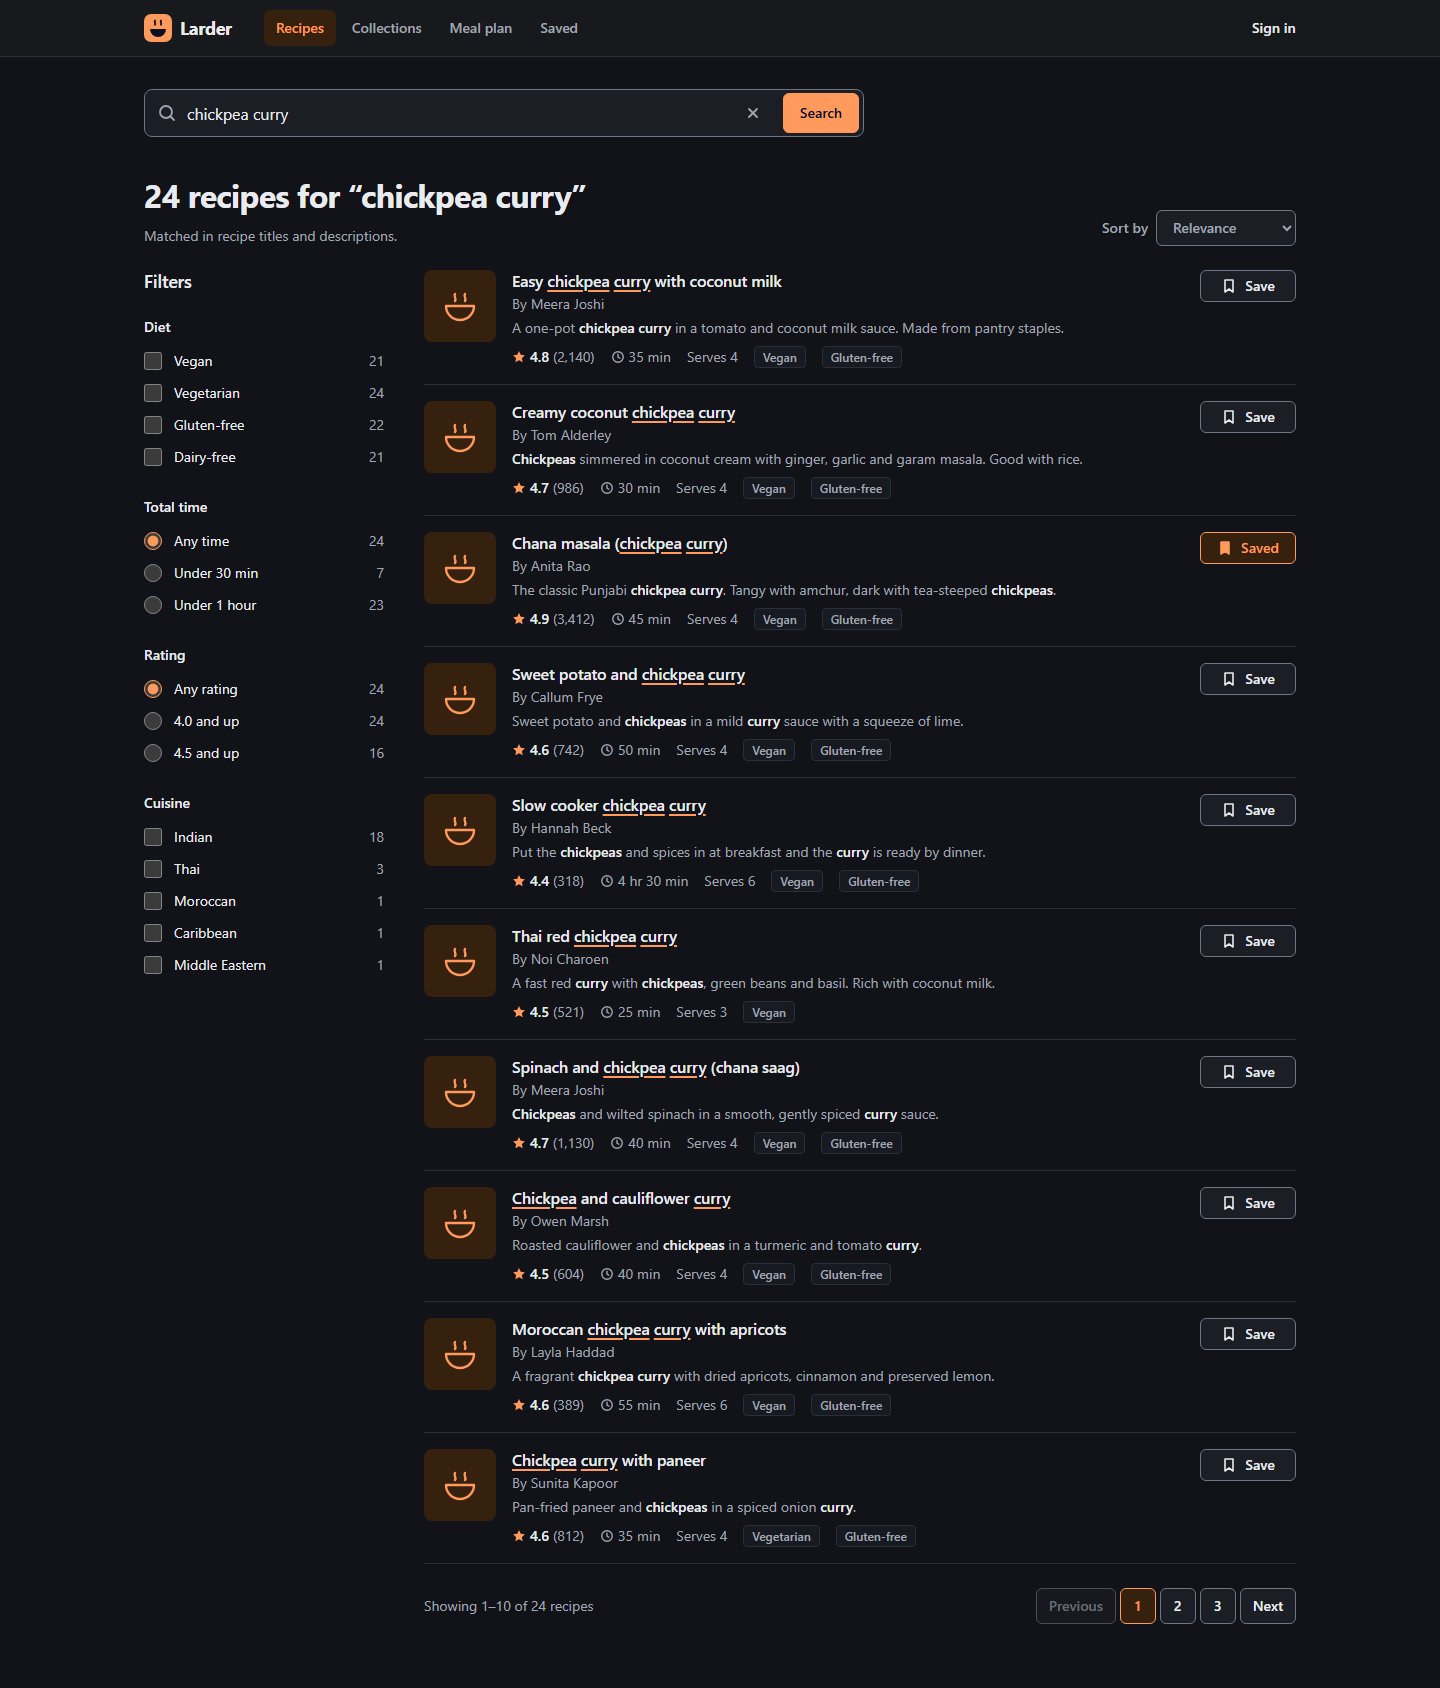 Larder
Recipes
Collections
Meal plan
Saved
Sign in
chickpea curry
Search
24 recipes for “chickpea curry”
Matched in recipe titles and descriptions.
Sort by
Relevance
Filters
Diet
Vegan 21
Vegetarian 24
Gluten-free 22
Dairy-free 21
Total time
Any time 24
Under 30 min 7
Under 1 hour 23
Rating
Any rating 24
4.0 and up 24
4.5 and up 16
Cuisine
Indian 18
Thai 3
Moroccan 1
Caribbean 1
Middle Eastern 1
Easy chickpea curry with coconut milk
By Meera Joshi
A one-pot chickpea curry in a tomato and coconut milk sauce. Made from pantry staples.
4.8 (2,140) 35 min Serves 4 Vegan Gluten-free
Save
Creamy coconut chickpea curry
By Tom Alderley
Chickpeas simmered in coconut cream with ginger, garlic and garam masala. Good with rice.
4.7 (986) 30 min Serves 4 Vegan Gluten-free
Save
Chana masala (chickpea curry)
By Anita Rao
The classic Punjabi chickpea curry. Tangy with amchur, dark with tea-steeped chickpeas.
4.9 (3,412) 45 min Serves 4 Vegan Gluten-free
Saved
Sweet potato and chickpea curry
By Callum Frye
Sweet potato and chickpeas in a mild curry sauce with a squeeze of lime.
4.6 (742) 50 min Serves 4 Vegan Gluten-free
Save
Slow cooker chickpea curry
By Hannah Beck
Put the chickpeas and spices in at breakfast and the curry is ready by dinner.
4.4 (318) 4 hr 30 min Serves 6 Vegan Gluten-free
Save
Thai red chickpea curry
By Noi Charoen
A fast red curry with chickpeas, green beans and basil. Rich with coconut milk.
4.5 (521) 25 min Serves 3 Vegan
Save
Spinach and chickpea curry (chana saag)
By Meera Joshi
Chickpeas and wilted spinach in a smooth, gently spiced curry sauce.
4.7 (1,130) 40 min Serves 4 Vegan Gluten-free
Save
Chickpea and cauliflower curry
By Owen Marsh
Roasted cauliflower and chickpeas in a turmeric and tomato curry.
4.5 (604) 40 min Serves 4 Vegan Gluten-free
Save
Moroccan chickpea curry with apricots
By Layla Haddad
A fragrant chickpea curry with dried apricots, cinnamon and preserved lemon.
4.6 (389) 55 min Serves 6 Vegan Gluten-free
Save
Chickpea curry with paneer
By Sunita Kapoor
Pan-fried paneer and chickpeas in a spiced onion curry.
4.6 (812) 35 min Serves 4 Vegetarian Gluten-free
Save
Showing 1–10 of 24 recipes
Previous 1 2 3 Next